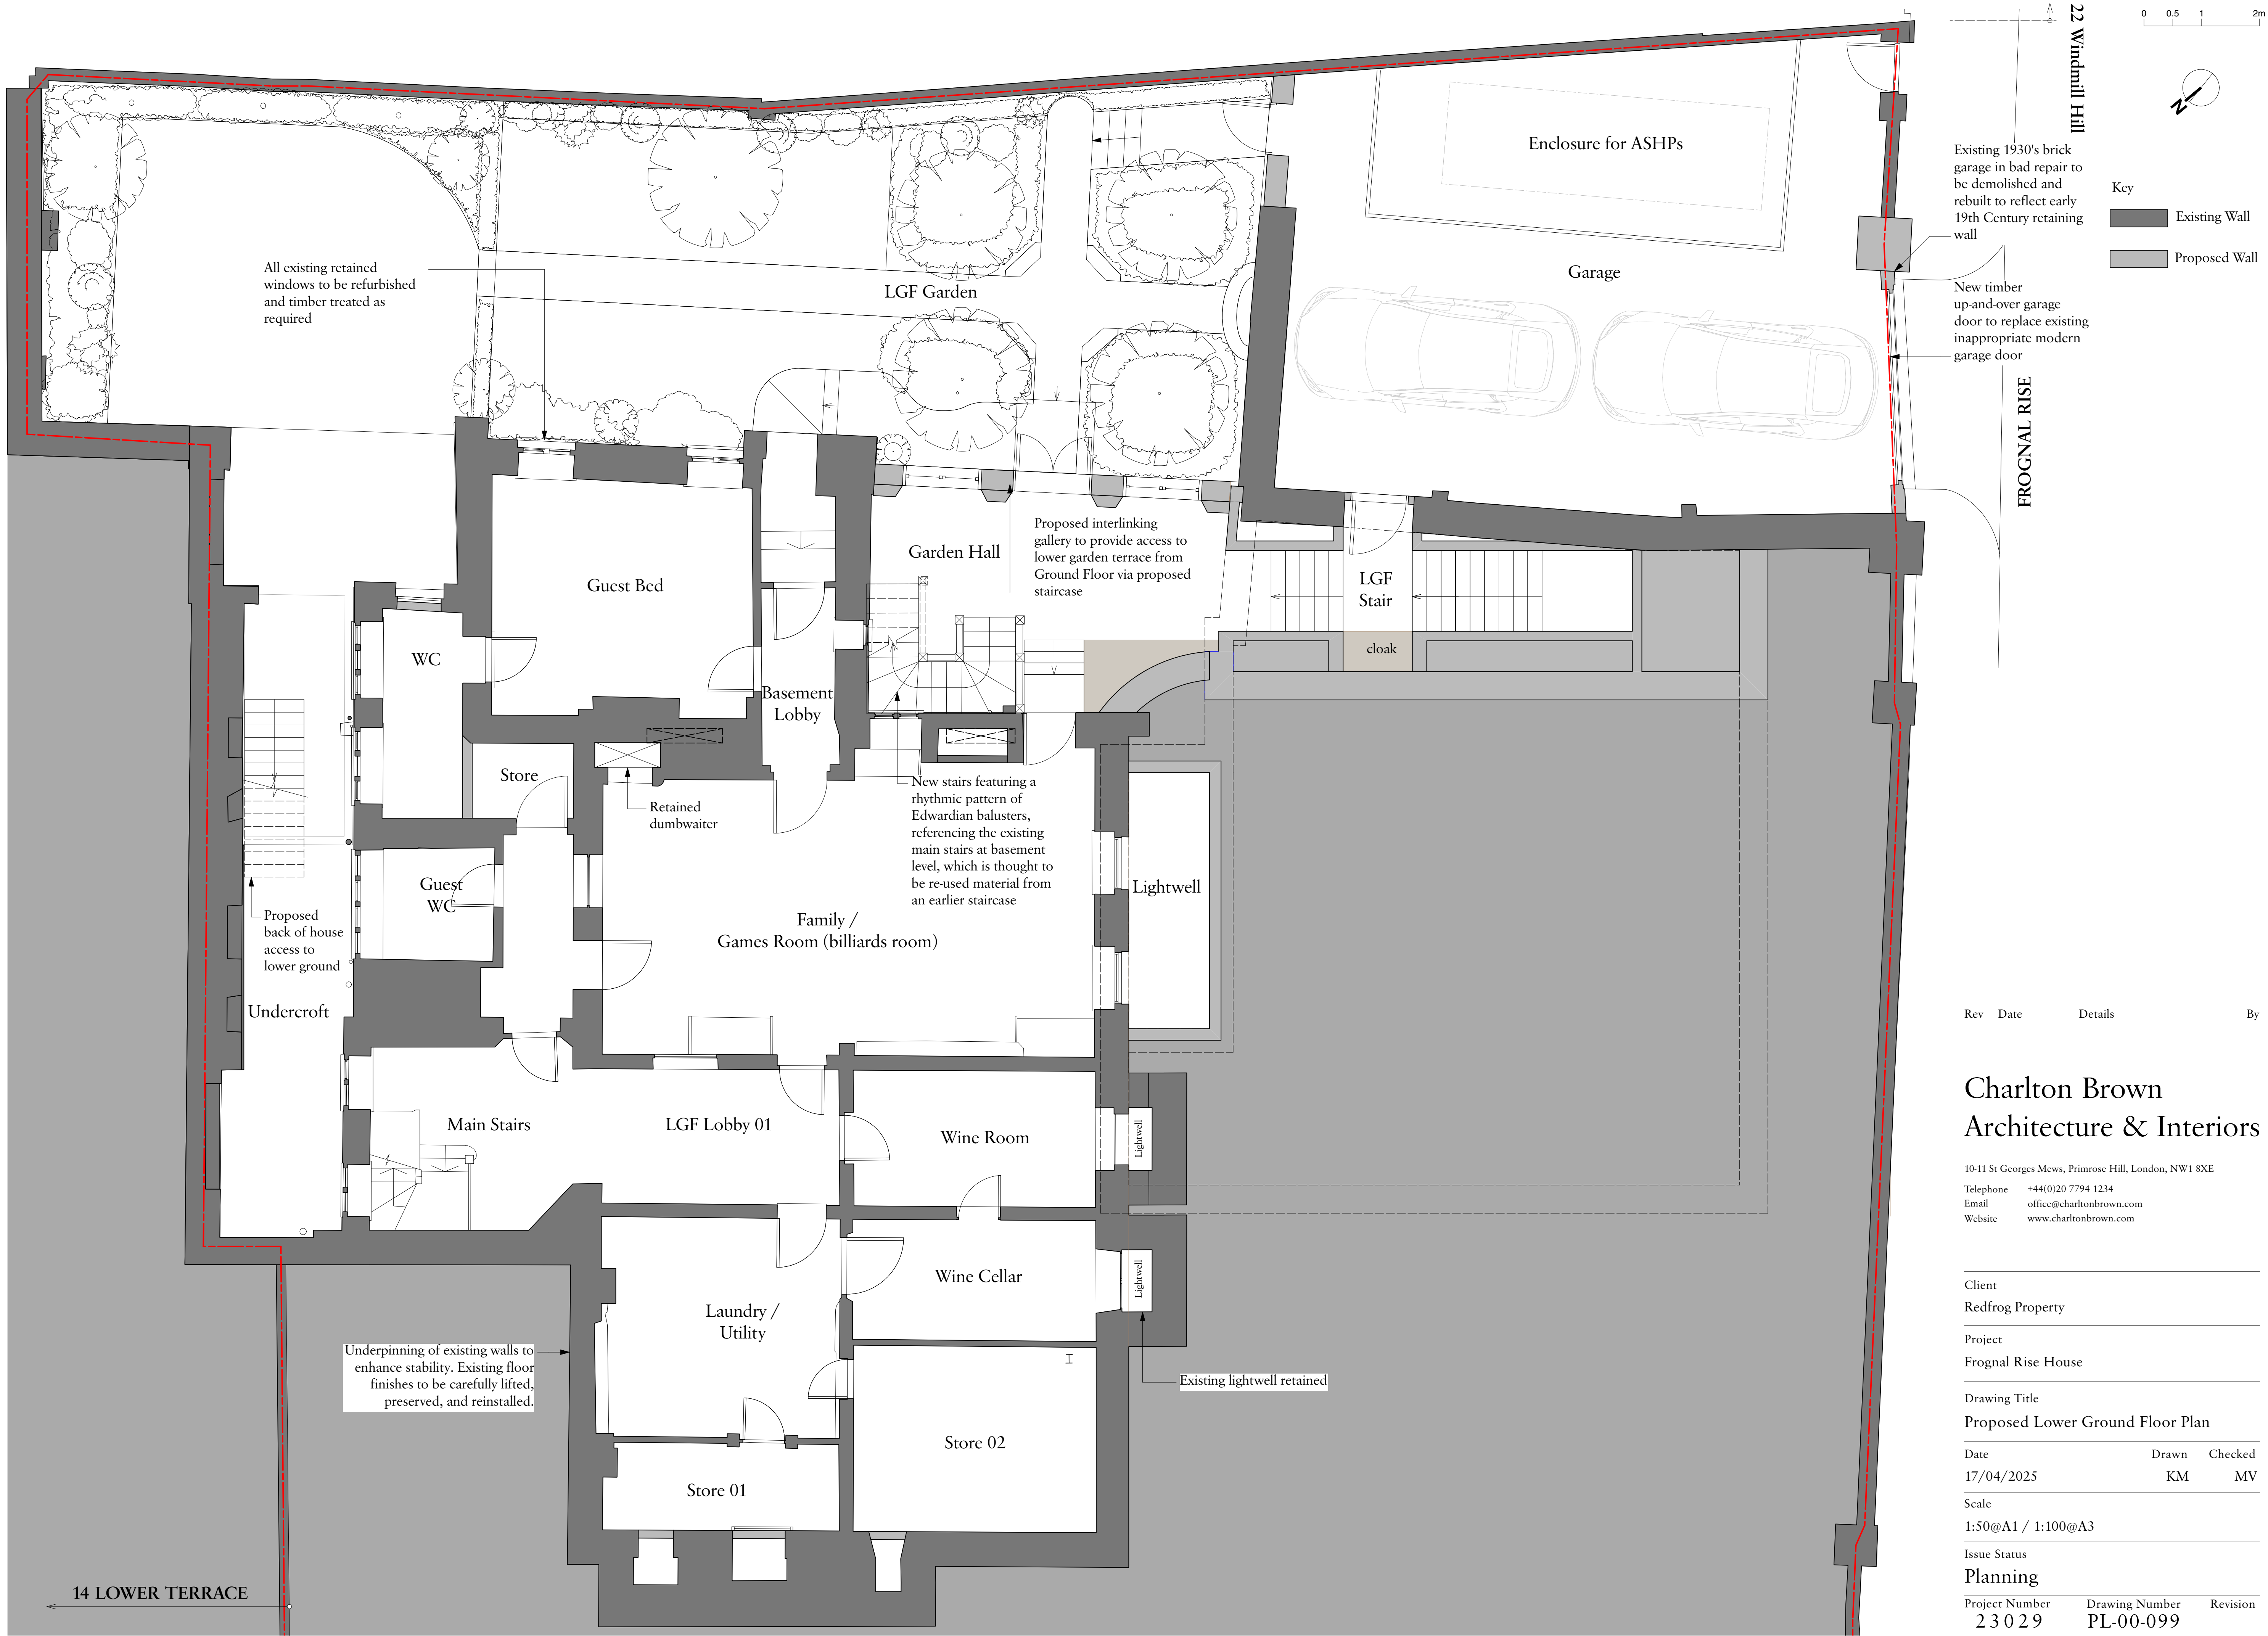 22 Windmill Hill
0 0.5 1 2m
N
Existing 1930's brick
garage in bad repair to
be demolished and
rebuilt to reflect early
19th Century retaining
wall
Key
Existing Wall
Proposed Wall
New timber
up-and-over garage
door to replace existing
inappropriate modern
garage door
FROGNAL RISE
Enclosure for ASHPs
Garage
All existing retained
windows to be refurbished
and timber treated as
required
LGF Garden
Proposed interlinking
gallery to provide access to
lower garden terrace from
Ground Floor via proposed
staircase
Garden Hall
Guest Bed
LGF
Stair
cloak
WC
Basement
Lobby
Store
Retained
dumbwaiter
New stairs featuring a
rhythmic pattern of
Edwardian balusters,
referencing the existing
main stairs at basement
level, which is thought to
be re-used material from
an earlier staircase
Guest
WC
Lightwell
Proposed
back of house
access to
lower ground
Family /
Games Room (billiards room)
Undercroft
Main Stairs
LGF Lobby 01
Wine Room
Lightwell
Wine Cellar
Lightwell
Laundry /
Utility
Underpinning of existing walls to
enhance stability. Existing floor
finishes to be carefully lifted,
preserved, and reinstalled.
Existing lightwell retained
Store 02
Store 01
14 LOWER TERRACE
Rev Date Details By
Charlton Brown
Architecture & Interiors
10-11 St Georges Mews, Primrose Hill, London, NW1 8XE
Telephone +44(0)20 7794 1234
Email office@charltonbrown.com
Website www.charltonbrown.com
Client
Redfrog Property
Project
Frognal Rise House
Drawing Title
Proposed Lower Ground Floor Plan
Date Drawn Checked
17/04/2025 KM MV
Scale
1:50@A1 / 1:100@A3
Issue Status
Planning
Project Number Drawing Number Revision
23029 PL-00-099